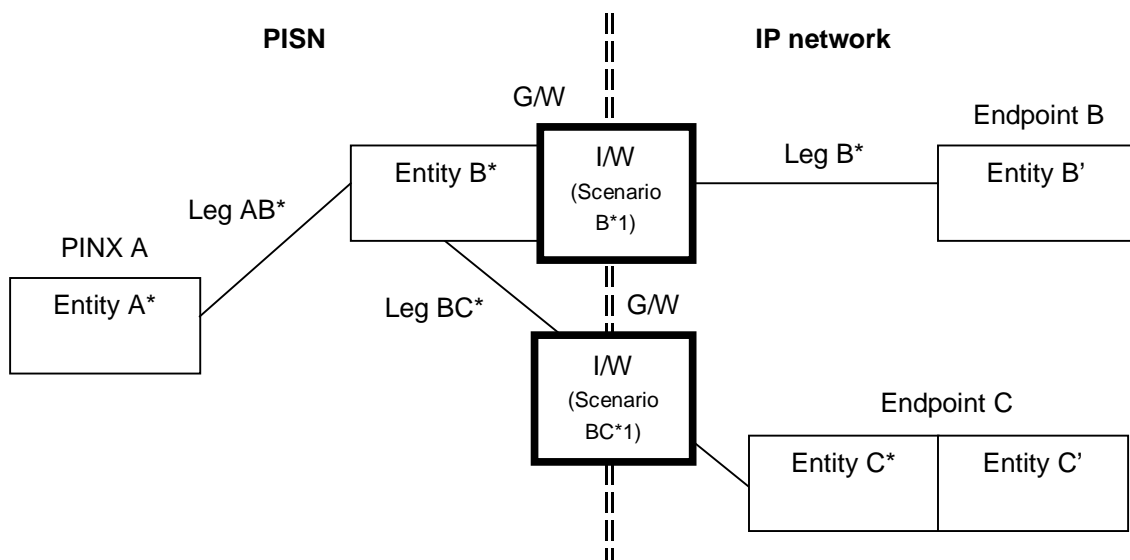 PISN
IP network
G/W
Endpoint B
Entity B*
I/W
(Scenario
B*1)
Leg B*
Entity B’
Leg AB*
PINX A
Entity A*
Leg BC*
G/W
I/W
(Scenario
BC*1)
Endpoint C
Entity C*
Entity C’